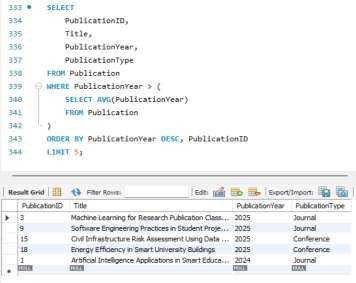 333 SELECT
334 PublicationID,
335 Title,
336 PublicationYear,
337 PublicationType
338 FROM Publication
339 WHERE PublicationYear > (
340 SELECT AVG(PublicationYear)
341 FROM Publication
342 )
343 ORDER BY PublicationYear DESC, PublicationID
344 LIMIT 5;
Result Grid Filter Rows: Edit: Export/Import:
PublicationID Title PublicationYear PublicationType
3 Machine Learning for Research Publication Class... 2025 Journal
9 Software Engineering Practices in Student Proje... 2025 Journal
15 Civil Infrastructure Risk Assessment Using Data ... 2025 Conference
18 Energy Efficiency in Smart University Buildings 2025 Conference
1 Artificial Intelligence Applications in Smart Educa... 2024 Journal
NULL NULL NULL NULL